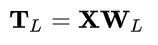 T_L = XW_L